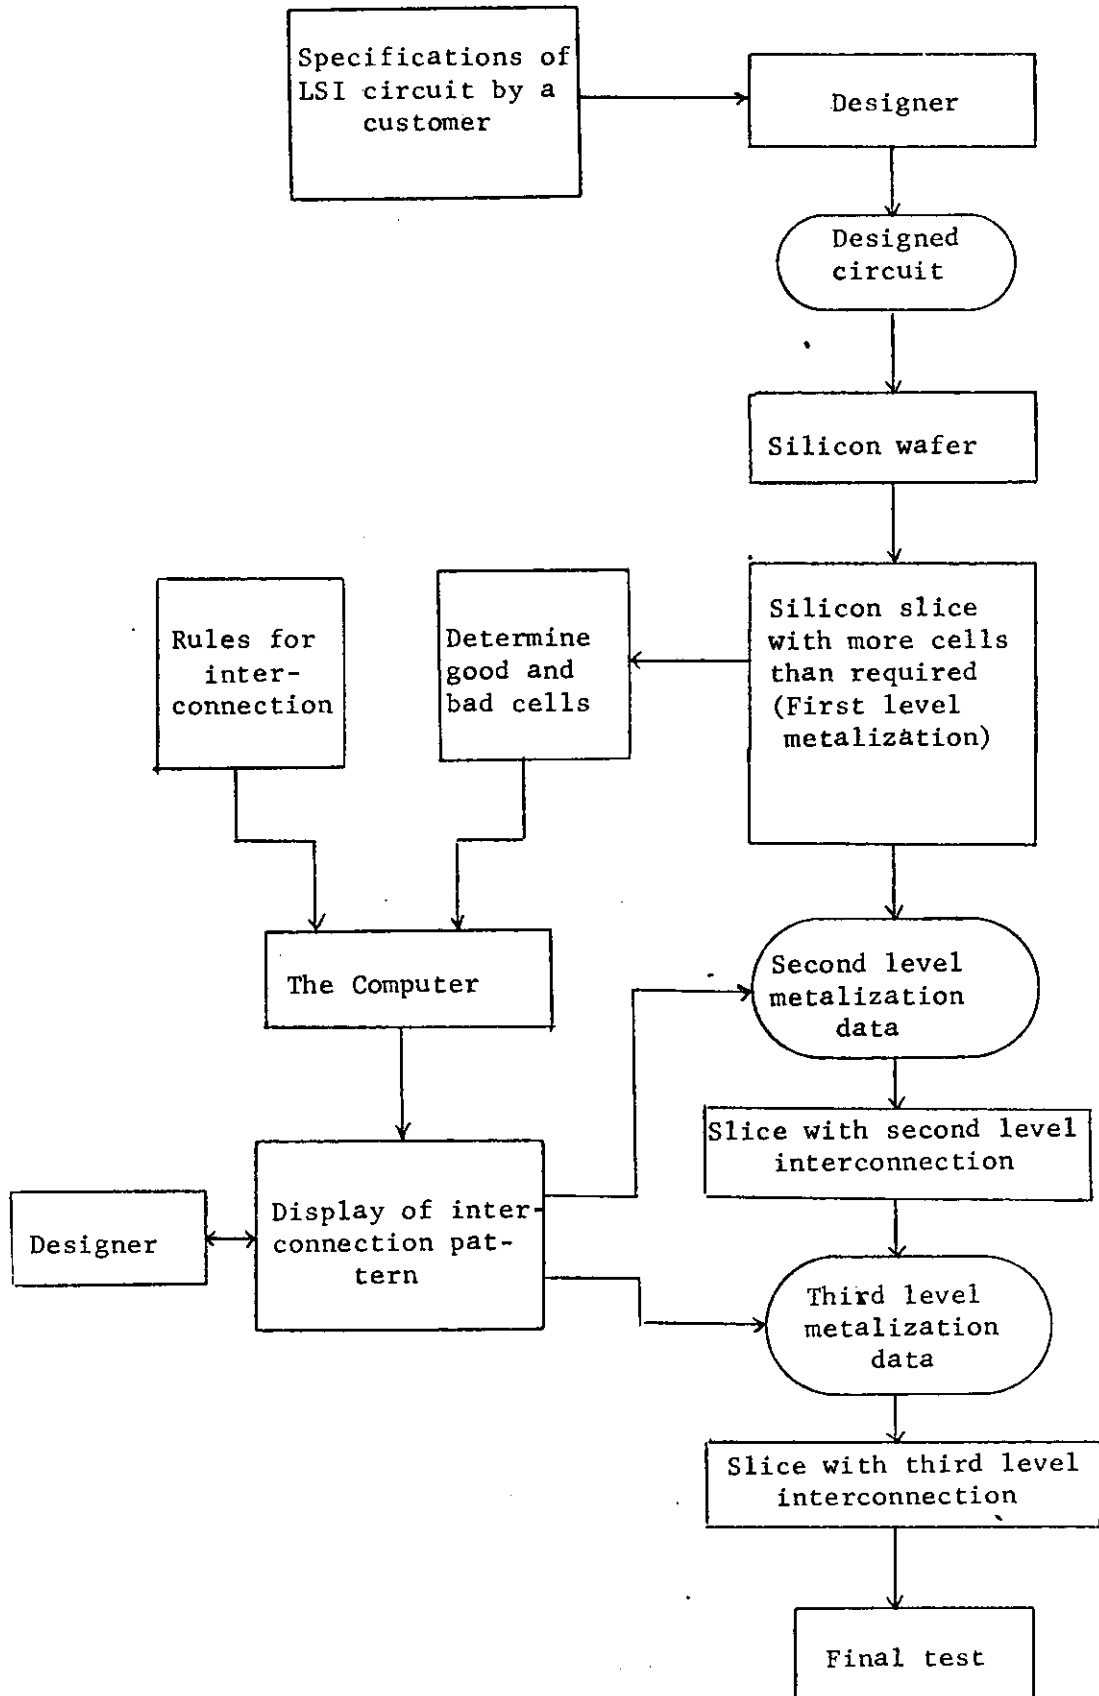 Specifications of
LSI circuit by a
customer
Designer
Designed
circuit
Silicon wafer
Rules for
inter-
connection
Determine
good and
bad cells
Silicon slice
with more cells
than required
(First level
metalization)
The Computer
Second level
metalization
data
Slice with second level
interconnection
Designer
Display of inter-
connection pat-
tern
Third level
metalization
data
Slice with third level
interconnection
Final test